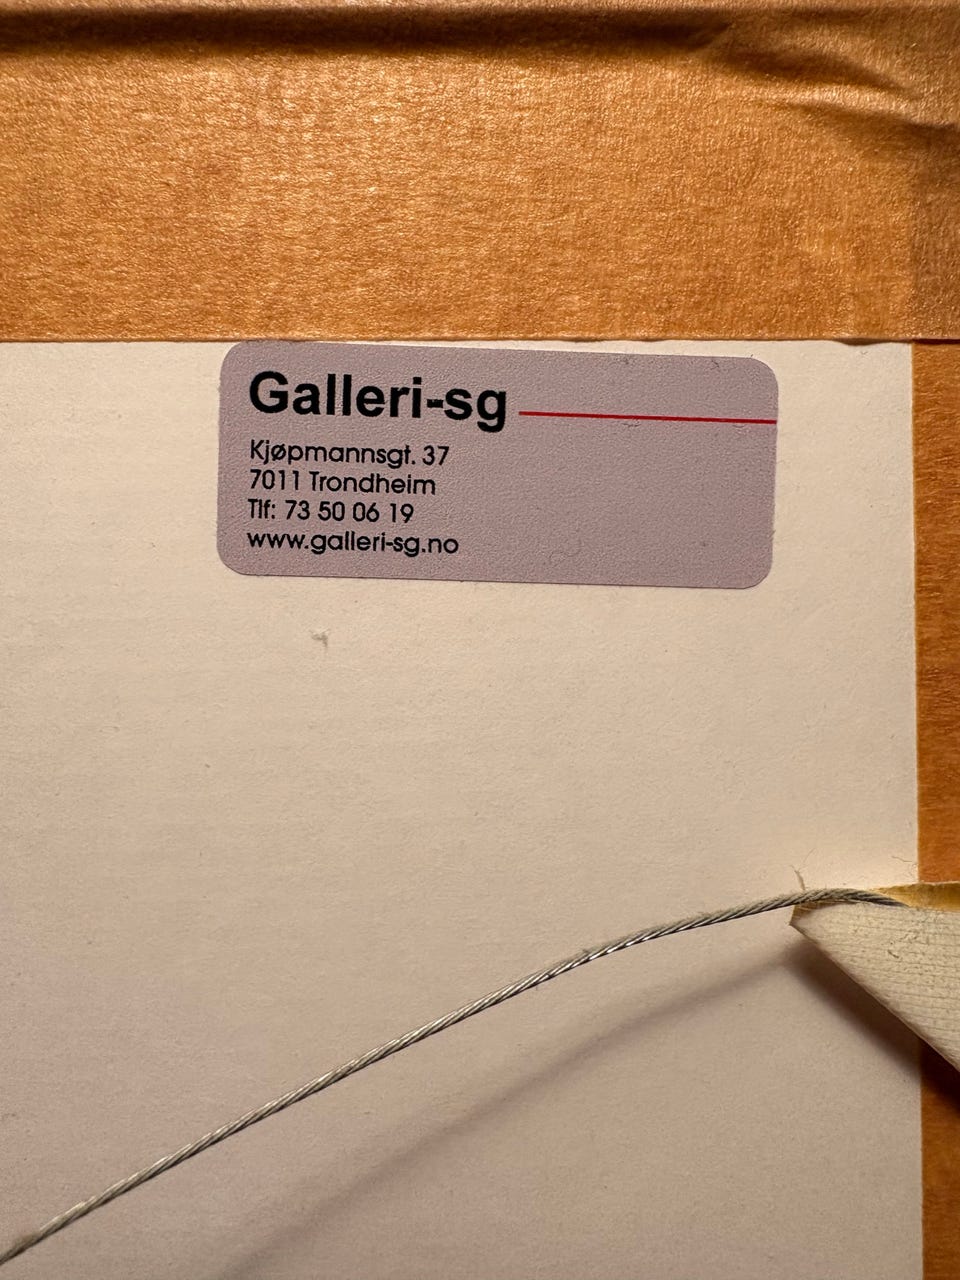 Galleri-sg
Kjøpmannsgt. 37
7011 Trondheim
Tlf: 73 50 06 19
www.galleri-sg.no